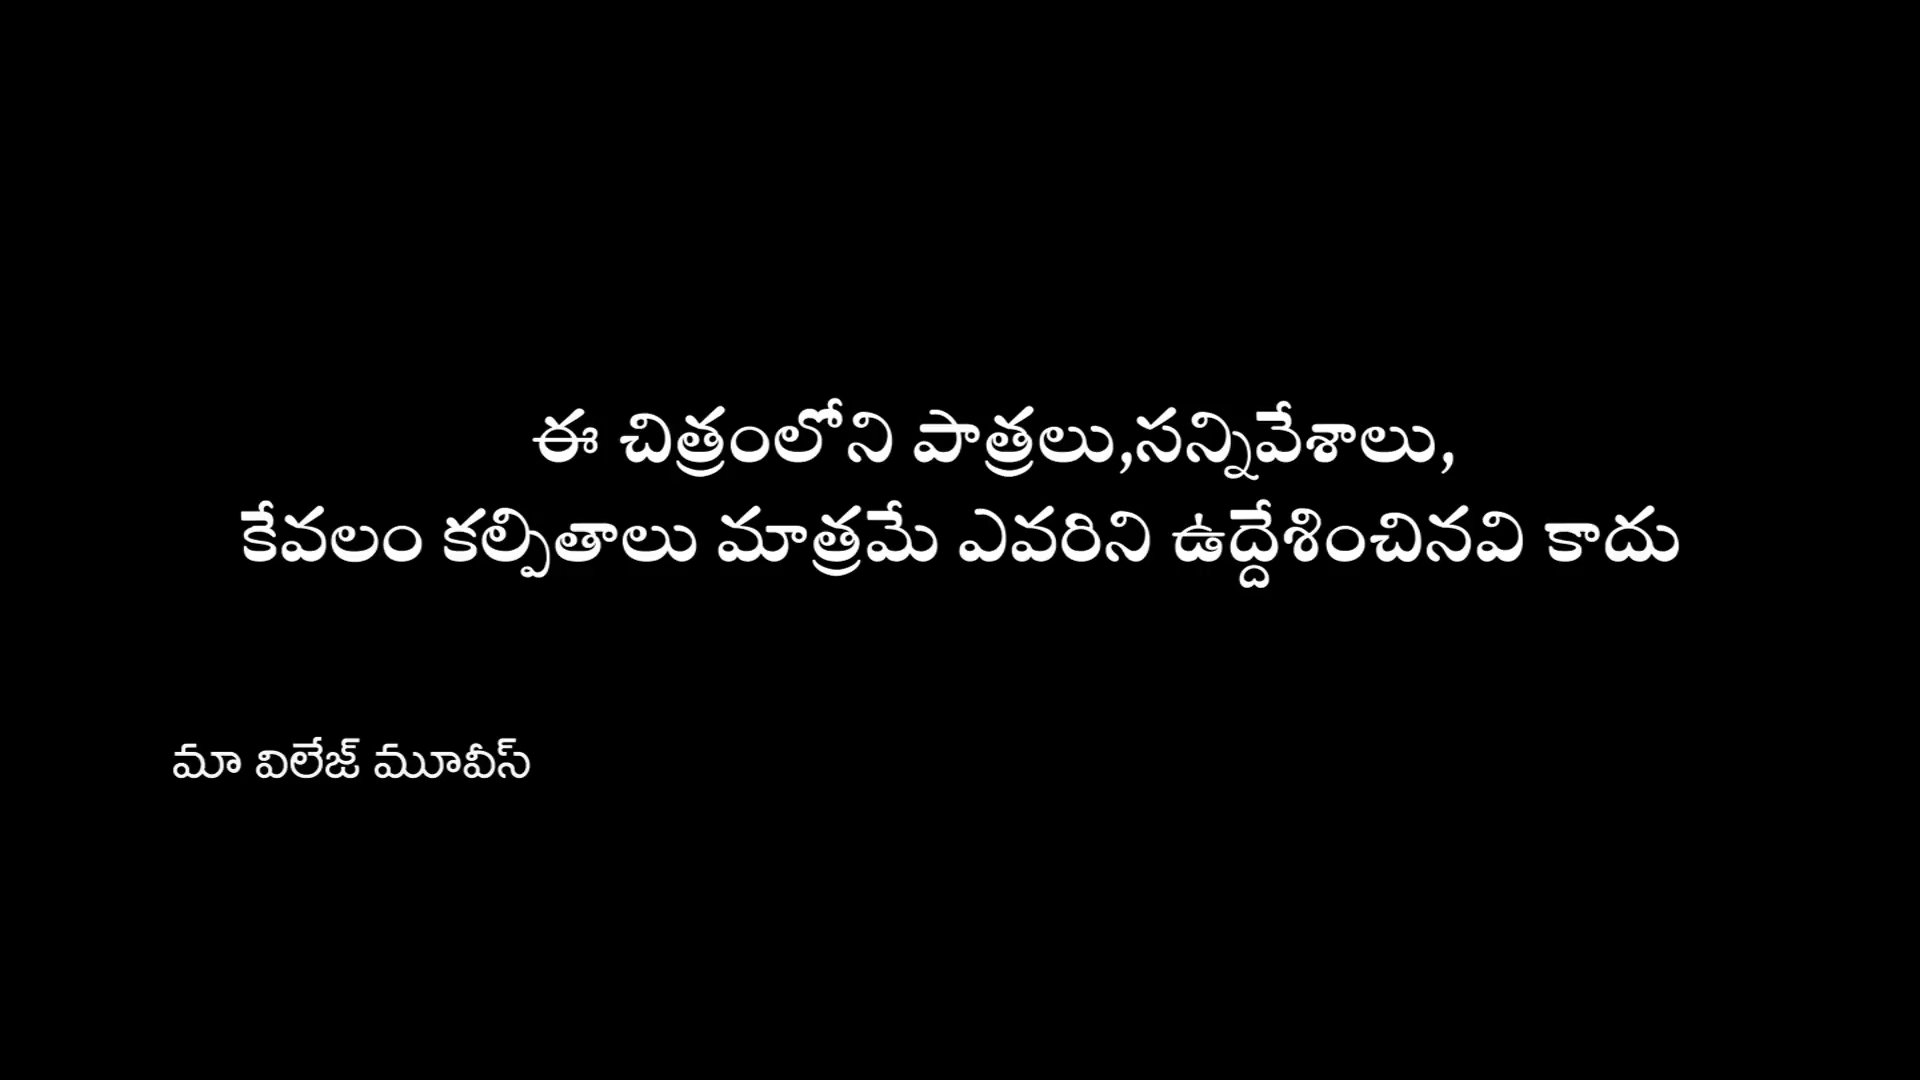 ఈ చిత్రంలోని పాత్రలు,సన్నివేశాలు,
కేవలం కల్పితాలు మాత్రమే ఎవరిని ఉద్దేశించినవి కాదు
మా విలేజ్ మూవీస్